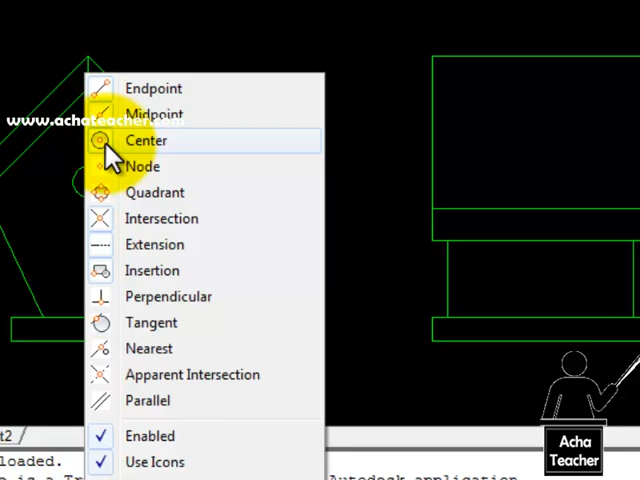 Endpoint
Midpoint
www.achateacher.com
Center
Node
Quadrant
Intersection
Extension
Insertion
Perpendicular
Tangent
Nearest
Apparent Intersection
Parallel
Enabled
Use Icons
t2
loaded.
Acha
Teacher
Autodesk application